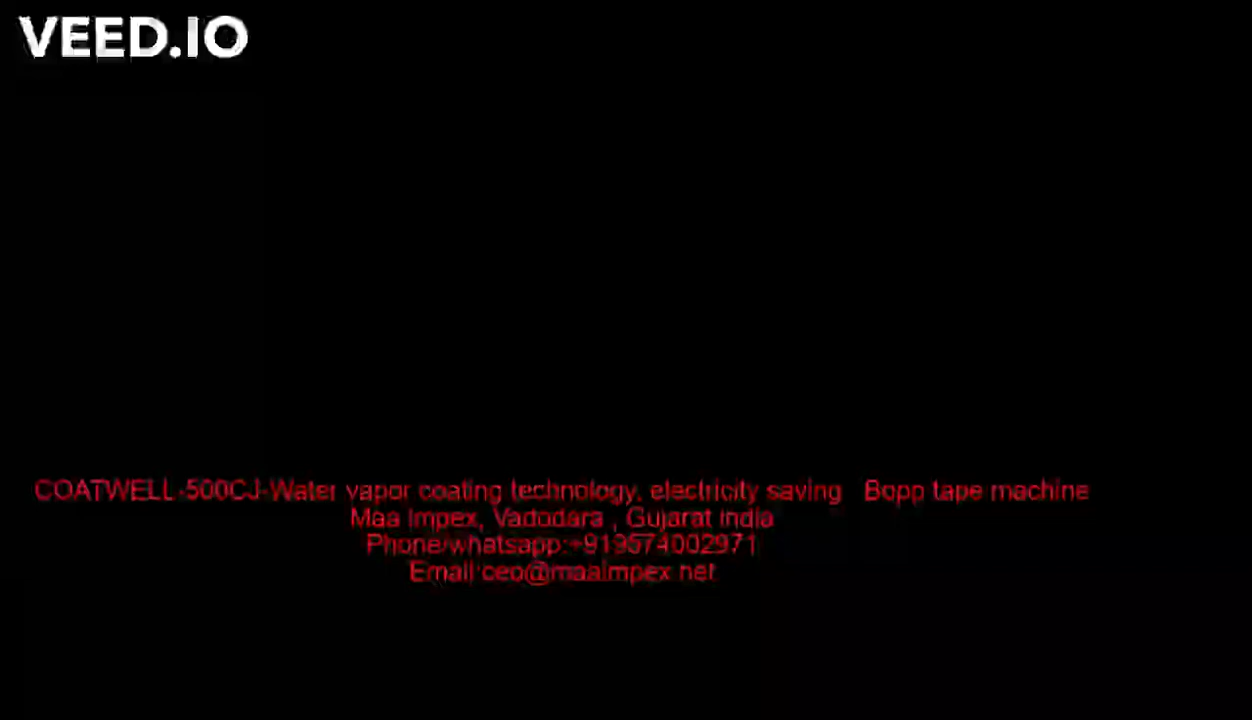 VEED.IO
COATWELL-500CJ-Water vapor coating technology, electricity saving Bopp tape machine
Maa Impex, Vadodara , Gujarat india
Phone/whatsapp:+919574002971
Email:ceo@maaimpex.net